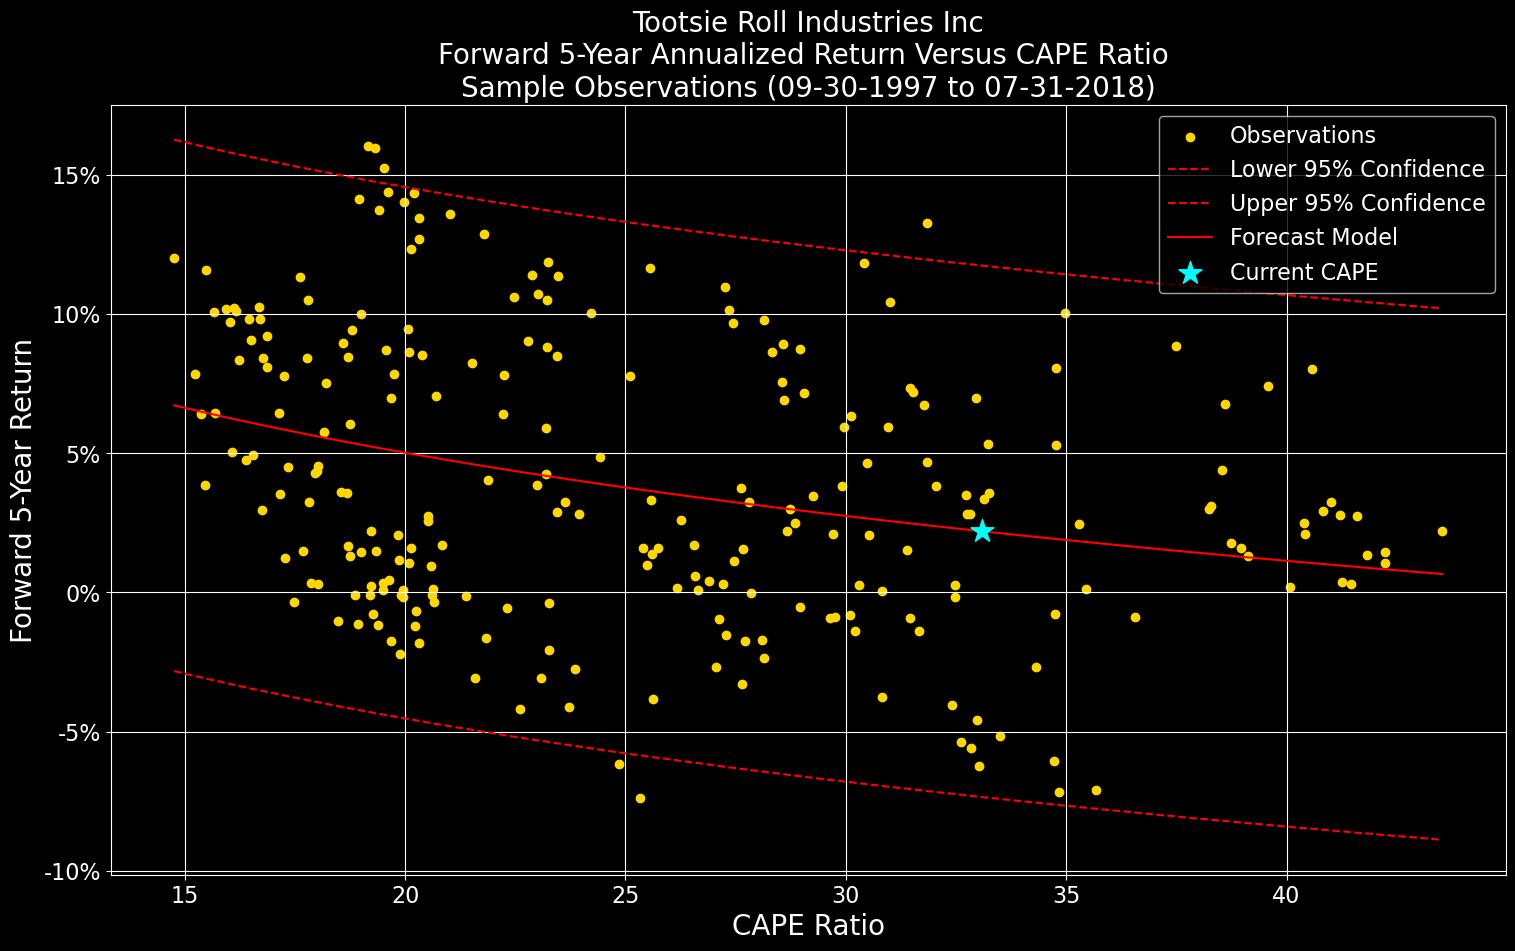 Tootsie Roll Industries Inc
Forward 5-Year Annualized Return Versus CAPE Ratio
Sample Observations (09-30-1997 to 07-31-2018)
Observations
Lower 95% Confidence
Upper 95% Confidence
Forecast Model
Current CAPE
Forward 5-Year Return
15%
10%
5%
0%
-5%
-10%
15 20 25 30 35 40
CAPE Ratio